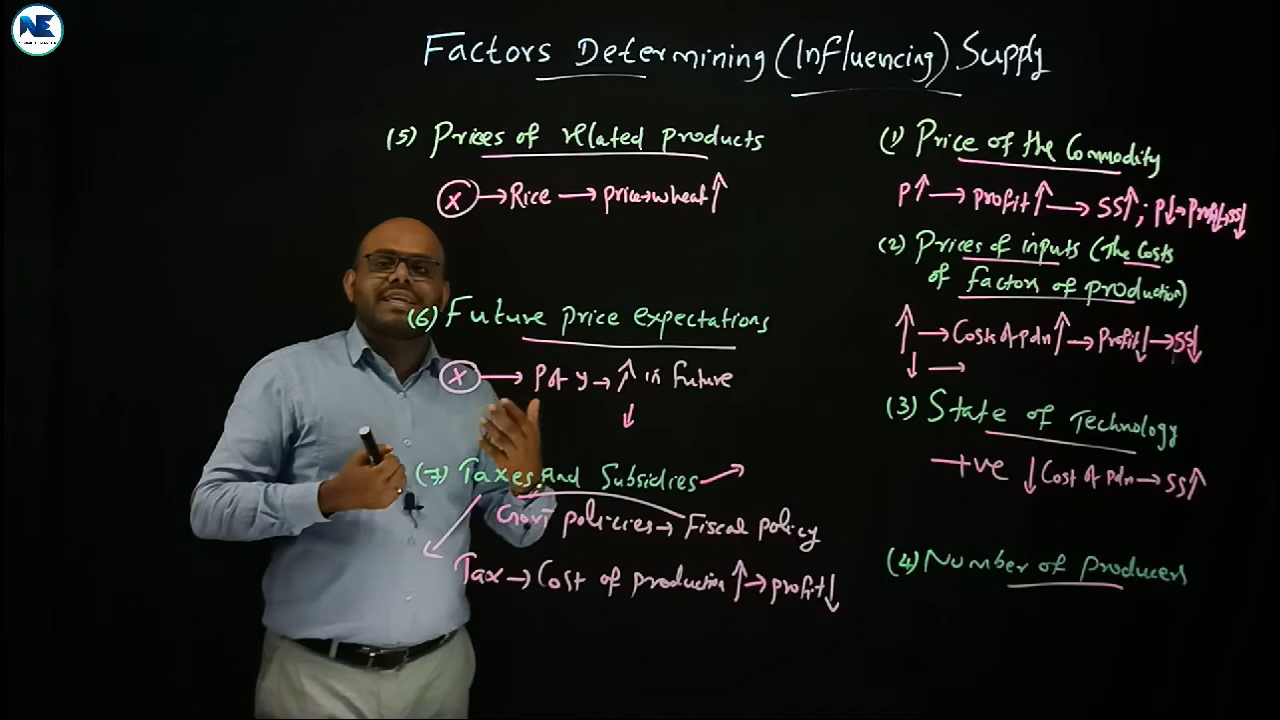 NE
Factors Determining (Influencing) Supply
(5) Prices of related products
X → Rice → price→wheat ↑
(6) Future price expectations
X → P of y → ↑ in future
↓
(7) Taxes and Subsidies →
Govt policies → Fiscal policy
Tax → Cost of production ↑ → profit ↓
(1) Price of the Commodity
P↑ → profit ↑ → SS↑; P↓→Profit↓→SS↓
(2) Prices of inputs (The Costs
of factors of production)
↑ → Costs of pdn ↑ → Profit↓ → SS↓
↓ →
(3) State of Technology
+ve ↓ Cost of pdn → SS↑
(4) Number of Producers